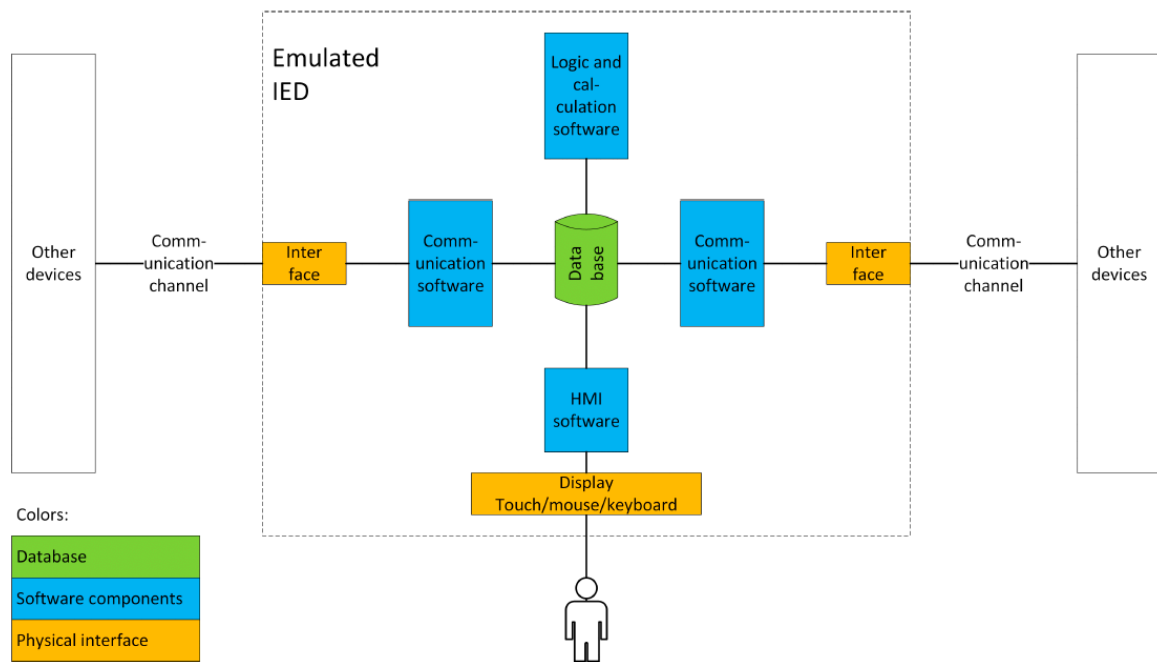 Emulated
IED
Logic and
cal-
culation
software
Other
devices
Comm-
unication
channel
Inter
face
Comm-
unication
software
Data
base
Comm-
unication
software
Inter
face
Comm-
unication
channel
Other
devices
HMI
software
Display
Touch/mouse/keyboard
Colors:
Database
Software components
Physical interface